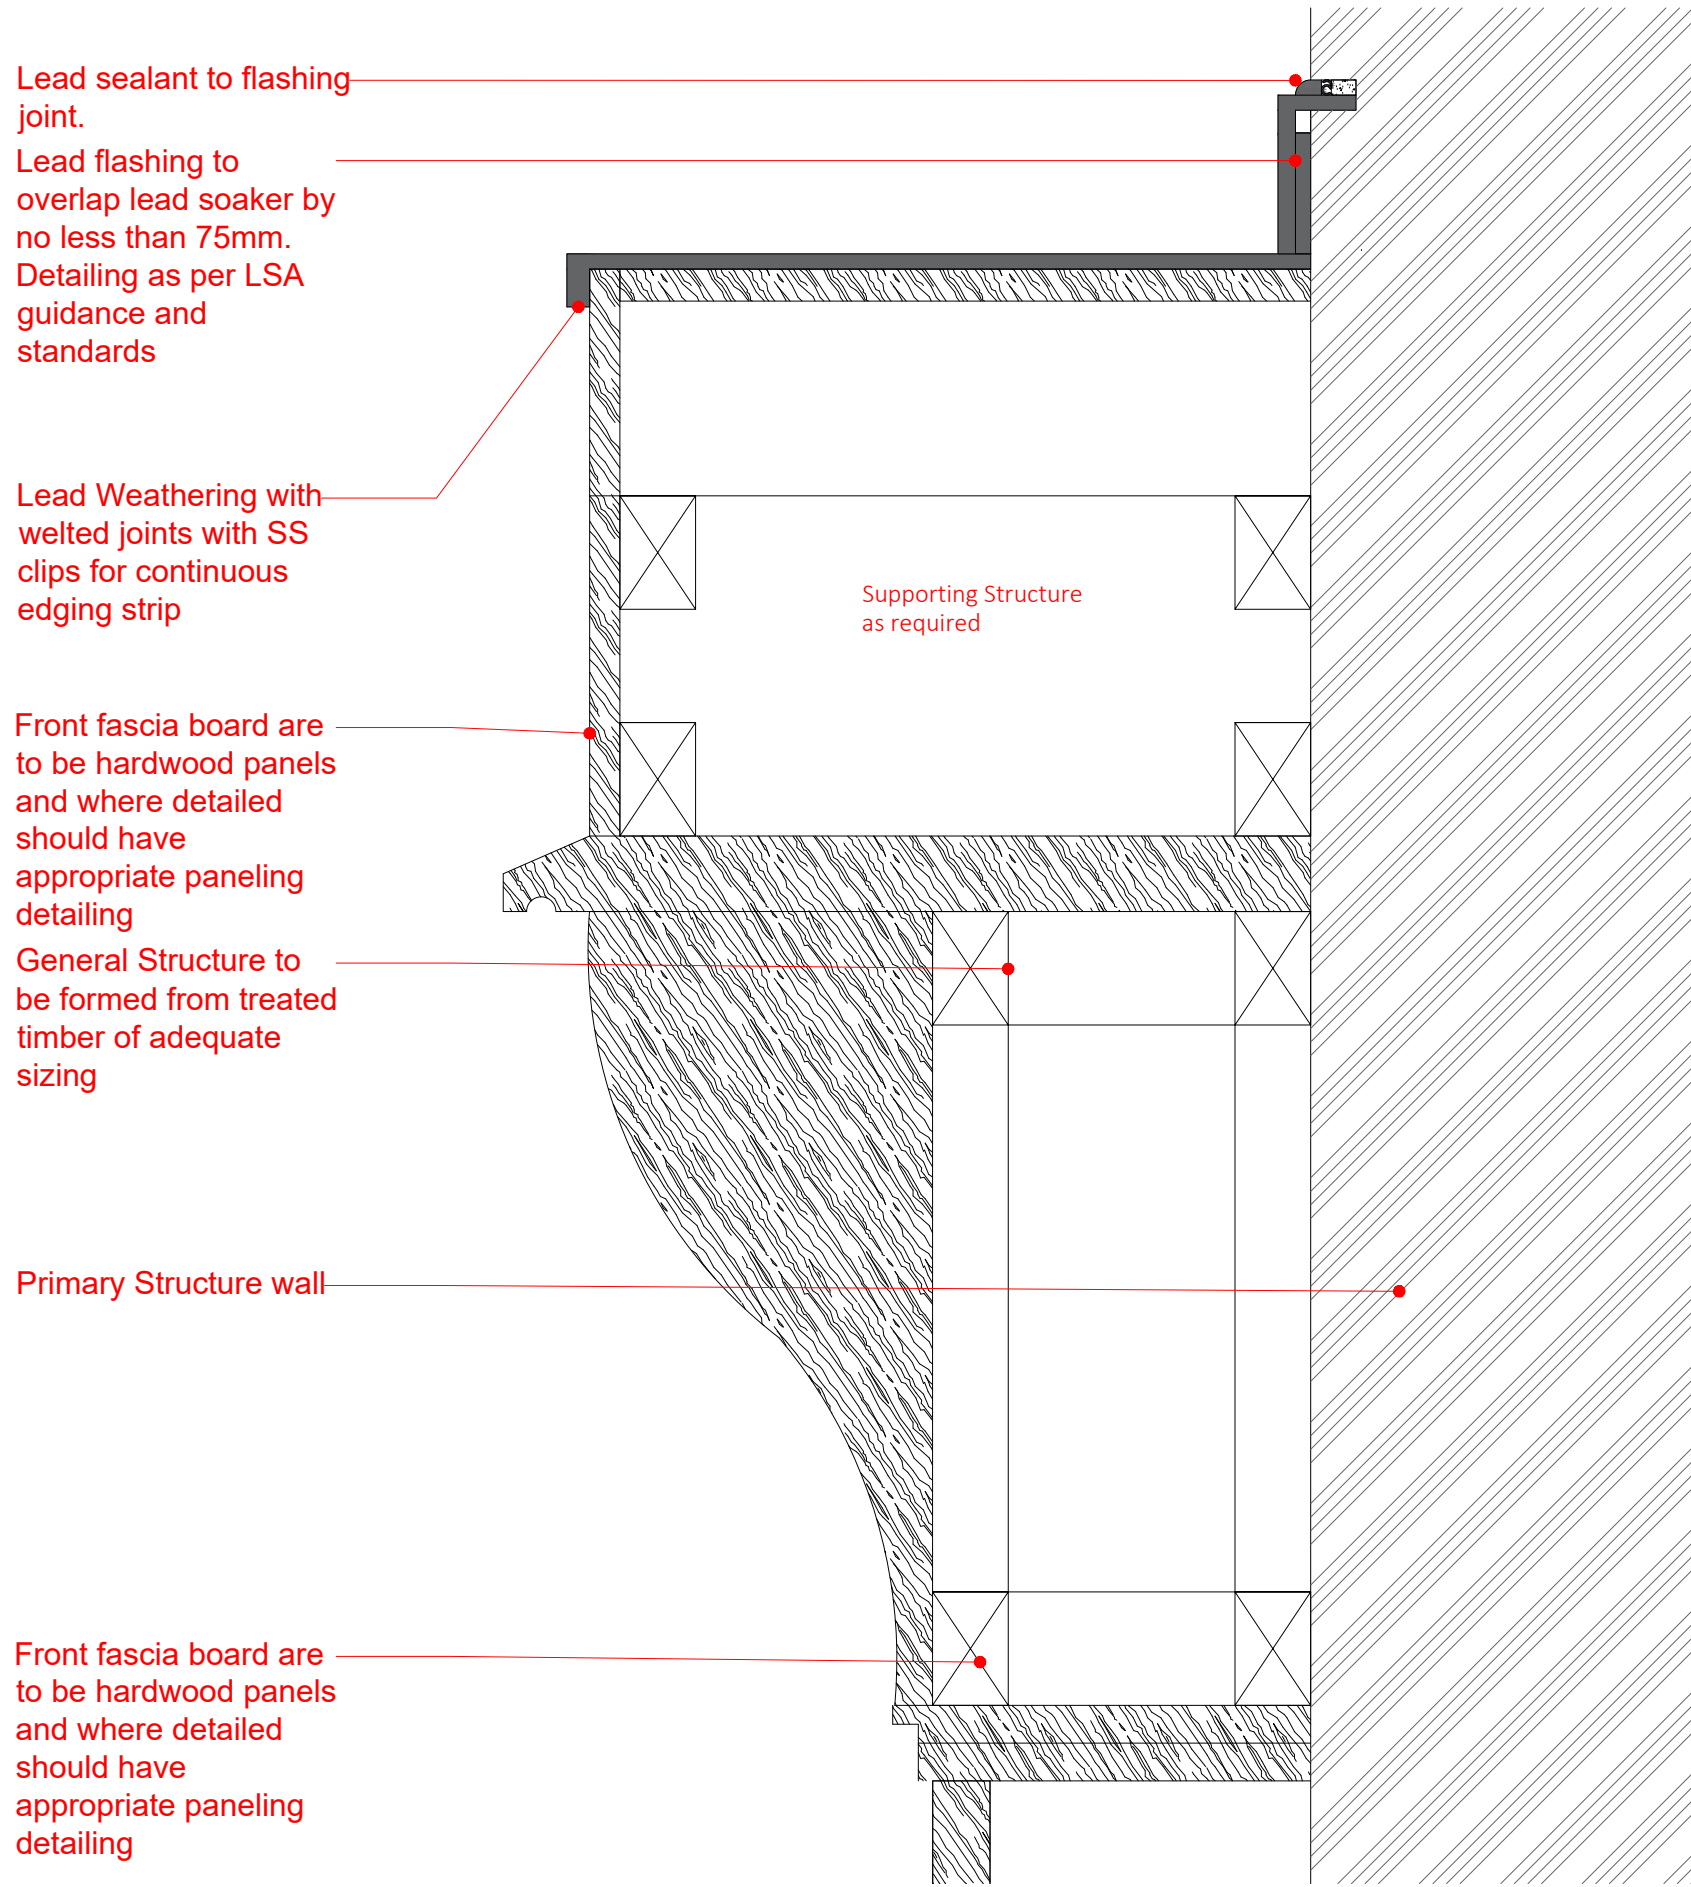 Lead sealant to flashing
joint.
Lead flashing to
overlap lead soaker by
no less than 75mm.
Detailing as per LSA
guidance and
standards
Lead Weathering with
welted joints with SS
clips for continuous
edging strip
Supporting Structure
as required
Front fascia board are
to be hardwood panels
and where detailed
should have
appropriate paneling
detailing
General Structure to
be formed from treated
timber of adequate
sizing
Primary Structure wall
Front fascia board are
to be hardwood panels
and where detailed
should have
appropriate paneling
detailing